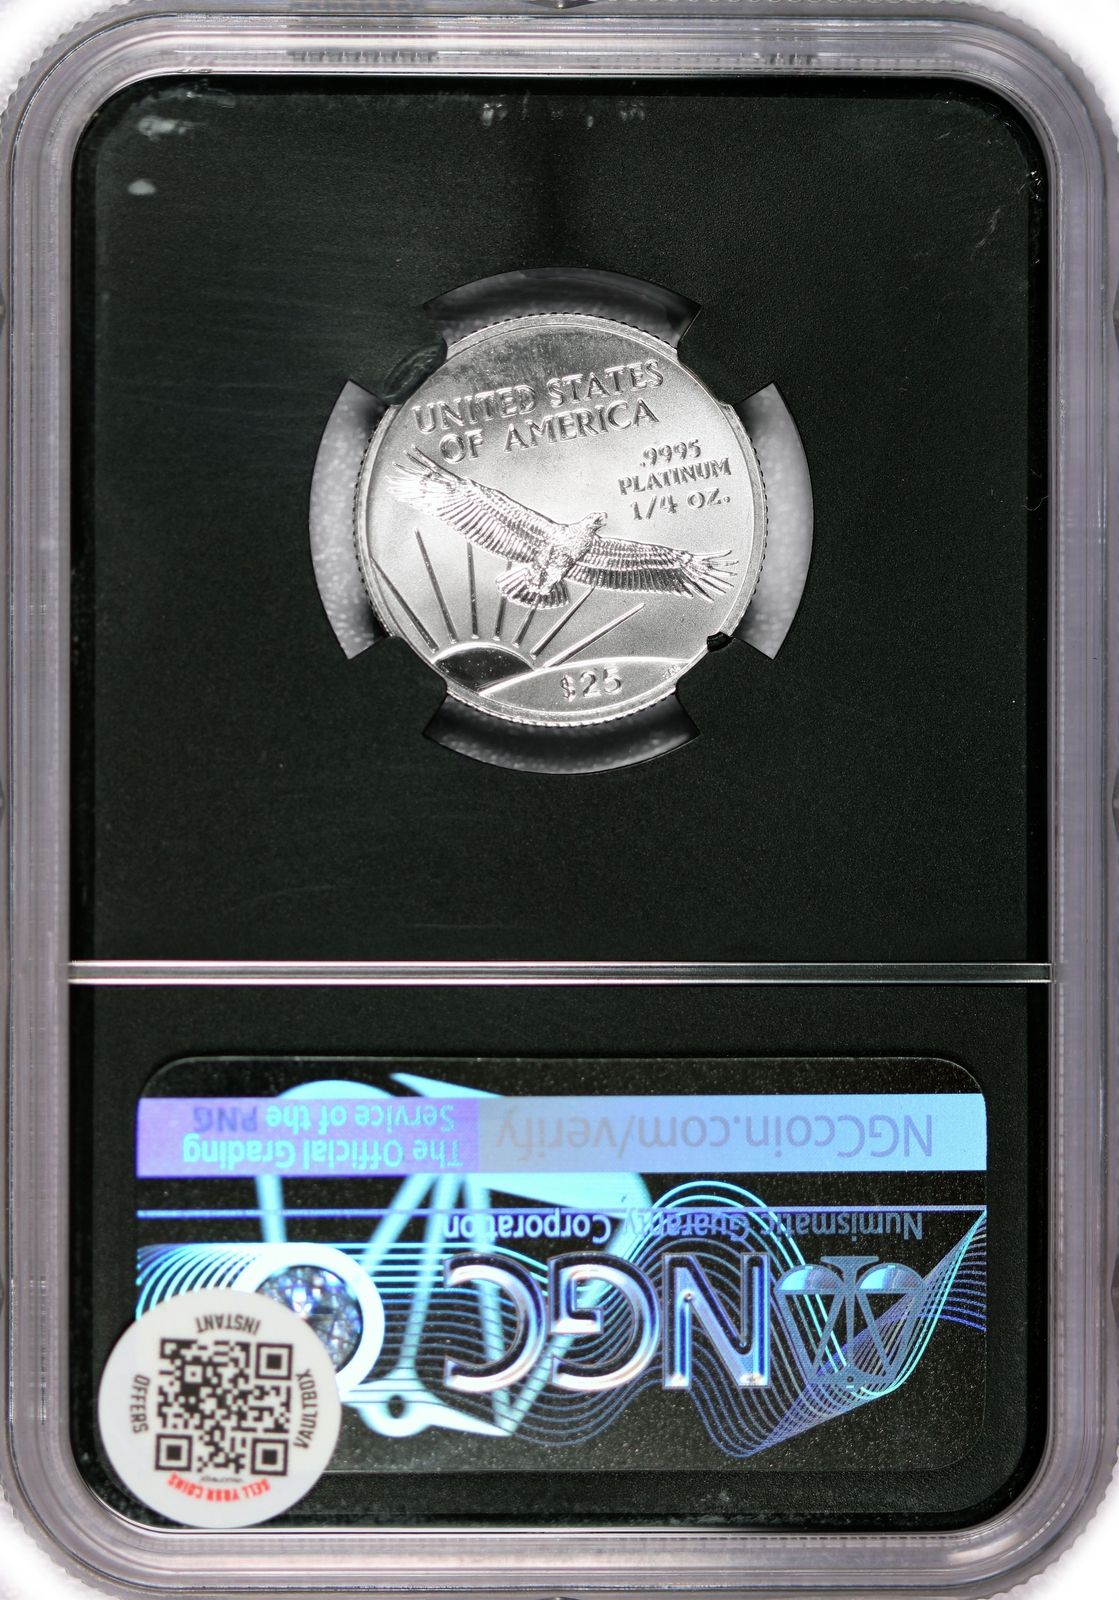 UNITED STATES
OF AMERICA
.9995
PLATINUM
1/4 OZ.
$25
NGCcoin.com/verify
The Official Grading
Service of the PNG
Numismatic Guaranty
Corporation
NGC
INSTANT
OFFERS
VAULTBOX
SELL YOUR COINS